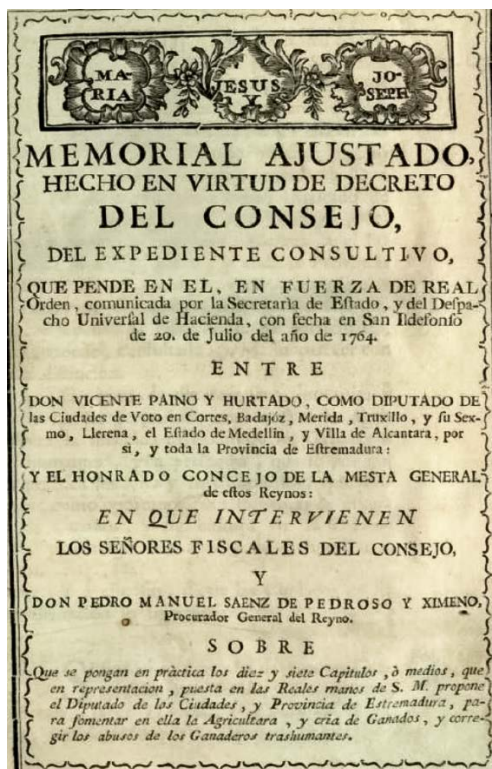 MA-
RIA
JESUS
Y
JO-
SEPH
MEMORIAL AJUSTADO,
HECHO EN VIRTUD DE DECRETO
DEL CONSEJO,
DEL EXPEDIENTE CONSULTIVO,
QUE PENDE EN EL, EN FUERZA DE REAL
Orden, comunicada por la Secretarìa de Eſtado, y del Deſpa-
cho Univerſal de Hacienda, con fecha en San Ildefonſo
de 20. de Julio del año de 1764.
ENTRE
DON VICENTE PAINO Y HURTADO, COMO DIPUTADO DE
las Ciudades de Voto en Cortes, Badajóz, Merida, Truxillo, y ſu Sex-
mo, Llerena, el Eſtado de Medellin, y Villa de Alcantara, por
sì, y toda la Provincia de Eſtremadura:
Y EL HONRADO CONCEJO DE LA MESTA GENERAL
de eſtos Reynos:
EN QUE INTERVIENEN
LOS SEÑORES FISCALES DEL CONSEJO,
Y
DON PEDRO MANUEL SAENZ DE PEDROSO Y XIMENO,
Procurador General del Reyno.
SOBRE
Que se pongan en pràctica los diez y siete Capitulos, ò medios, que
en representacion, puesta en las Reales manos de S. M. propone
el Diputado de las Ciudades, y Provincia de Estremadura, pa-
ra fomentar en ella la Agricultara, y cria de Ganados, y corre-
gir los abusos de los Ganaderos trashumantes.